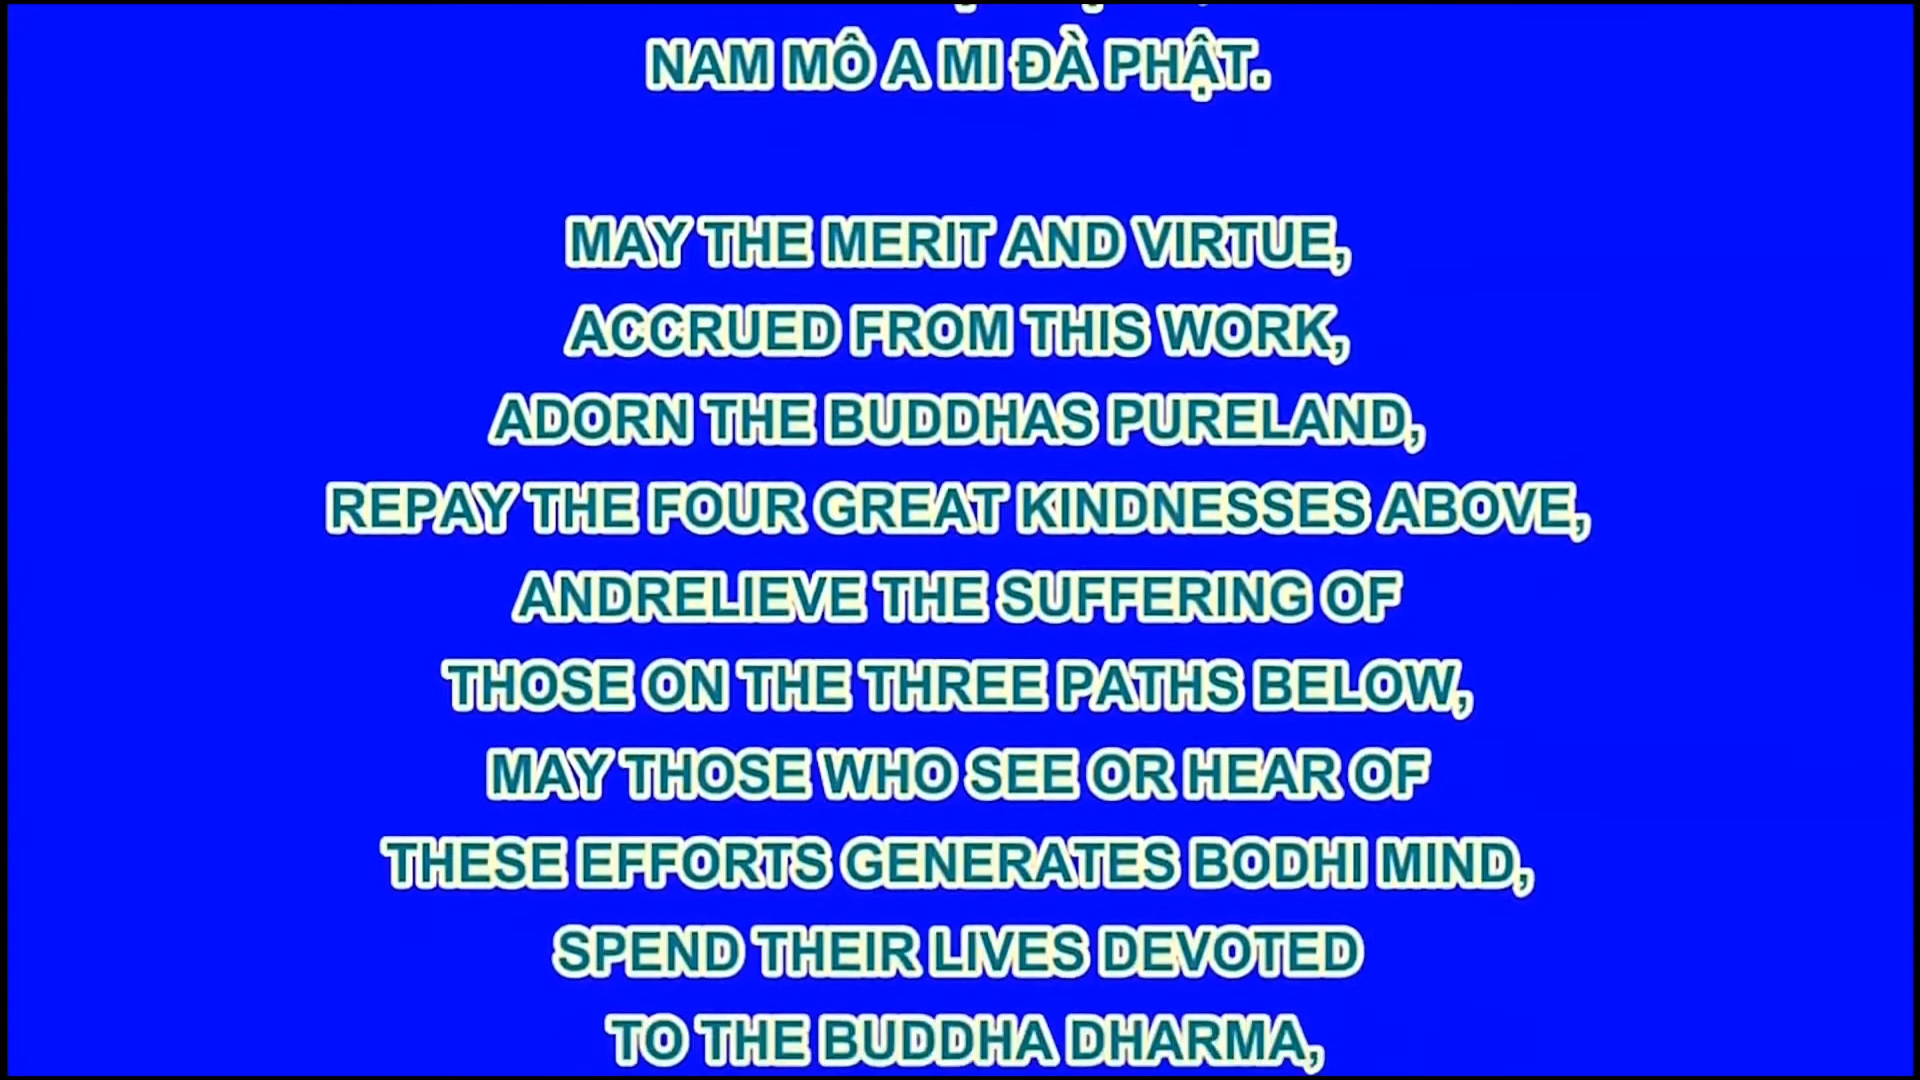 NAM MÔ A MI ĐÀ PHẬT.
MAY THE MERIT AND VIRTUE,
ACCRUED FROM THIS WORK,
ADORN THE BUDDHAS PURELAND,
REPAY THE FOUR GREAT KINDNESSES ABOVE,
ANDRELIEVE THE SUFFERING OF
THOSE ON THE THREE PATHS BELOW,
MAY THOSE WHO SEE OR HEAR OF
THESE EFFORTS GENERATES BODHI MIND,
SPEND THEIR LIVES DEVOTED
TO THE BUDDHA DHARMA,